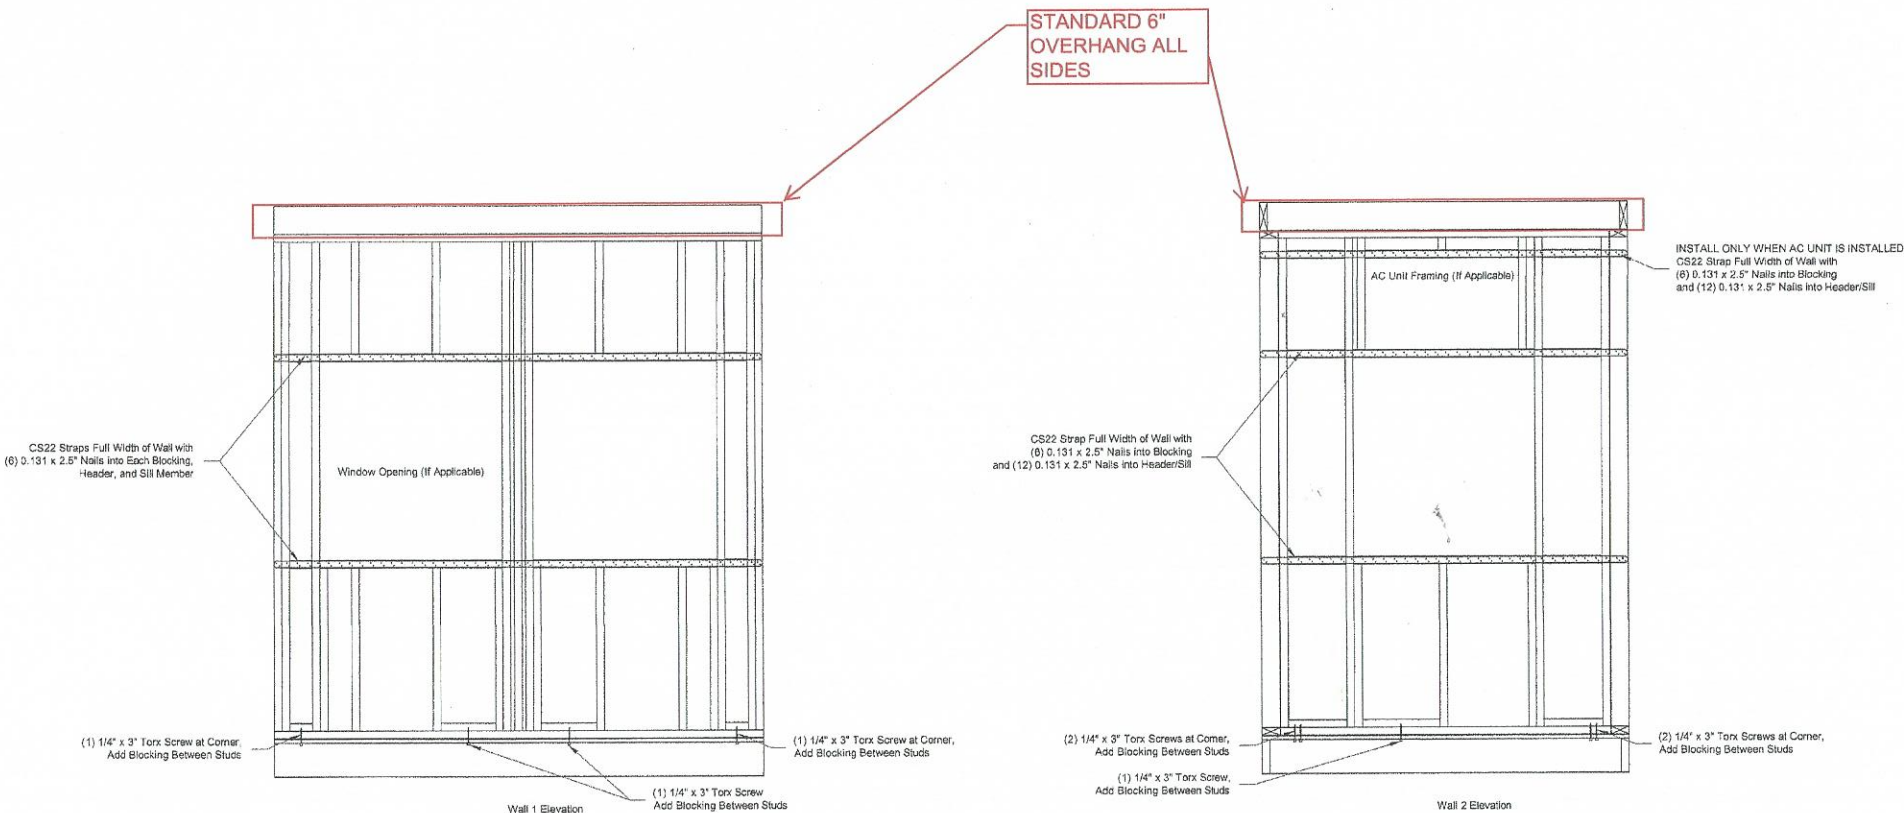 STANDARD 6"
OVERHANG ALL
SIDES
CS22 Straps Full Width of Wall with
(6) 0.131 x 2.5" Nails into Each Blocking,
Header, and Sill Member
Window Opening (If Applicable)
(1) 1/4" x 3" Torx Screw at Corner,
Add Blocking Between Studs
(1) 1/4" x 3" Torx Screw at Corner,
Add Blocking Between Studs
(1) 1/4" x 3" Torx Screw
Add Blocking Between Studs
Wall 1 Elevation
INSTALL ONLY WHEN AC UNIT IS INSTALLED
CS22 Strap Full Width of Wall with
(6) 0.131 x 2.5" Nails into Blocking
and (12) 0.131 x 2.5" Nails into Header/Sill
AC Unit Framing (If Applicable)
CS22 Strap Full Width of Wall with
(6) 0.131 x 2.5" Nails into Blocking
and (12) 0.131 x 2.5" Nails into Header/Sill
(2) 1/4" x 3" Torx Screws at Corner,
Add Blocking Between Studs
(1) 1/4" x 3" Torx Screw,
Add Blocking Between Studs
(2) 1/4" x 3" Torx Screws at Corner,
Add Blocking Between Studs
Wall 2 Elevation